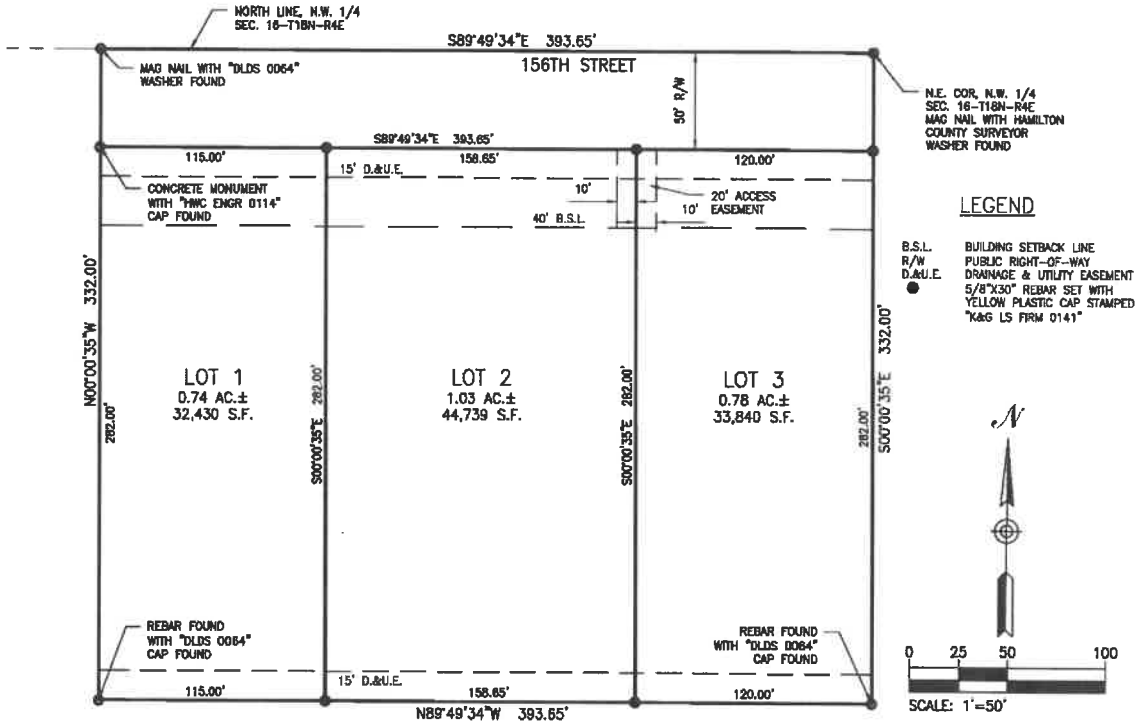 NORTH LINE, N.W. 1/4
SEC. 16-T18N-R4E
S89°49'34"E 393.65'
156TH STREET
MAG NAIL WITH "DLDS 0064"
WASHER FOUND
50' R/W
N.E. COR, N.W. 1/4
SEC. 16-T18N-R4E
MAG NAIL WITH HAMILTON
COUNTY SURVEYOR
WASHER FOUND
S89°49'34"E 393.65'
115.00'
158.65'
120.00'
15' D.&U.E.
CONCRETE MONUMENT
WITH "HWC ENGR 0114"
CAP FOUND
10'
20' ACCESS
EASEMENT
40' B.S.L.
10'
LEGEND
B.S.L. BUILDING SETBACK LINE
R/W PUBLIC RIGHT-OF-WAY
D.&U.E. DRAINAGE & UTILITY EASEMENT
5/8"X30" REBAR SET WITH
YELLOW PLASTIC CAP STAMPED
"K&G LS FIRM 0141"
N00°00'35"W 332.00'
282.00'
LOT 1
0.74 AC.±
32,430 S.F.
S00°00'35"E 282.00'
LOT 2
1.03 AC.±
44,739 S.F.
S00°00'35"E 282.00'
LOT 3
0.78 AC.±
33,840 S.F.
282.00'
S00°00'35"E 332.00'
N
REBAR FOUND
WITH "DLDS 0064"
CAP FOUND
REBAR FOUND
WITH "DLDS 0064"
CAP FOUND
15' D.&U.E.
115.00'
158.65'
120.00'
N89°49'34"W 393.65'
0 25 50 100
SCALE: 1"=50'